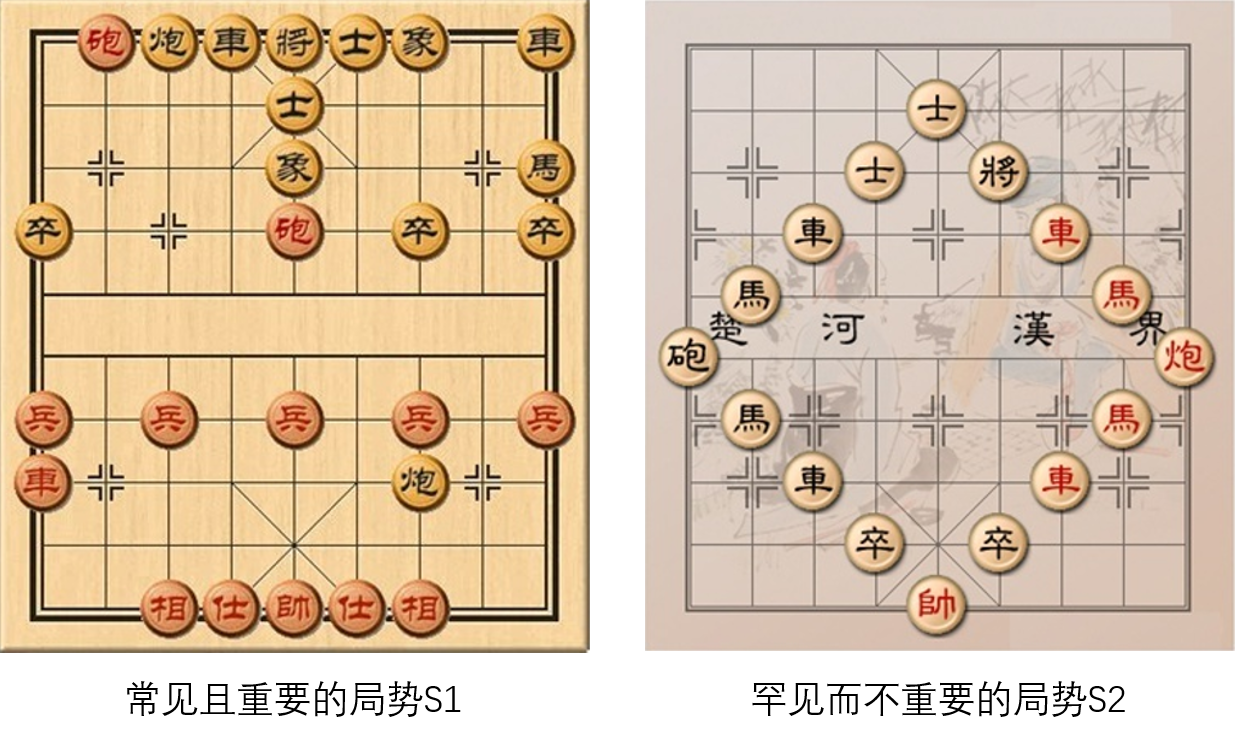 砲 炮 車 將 士 象 車
士
象 馬
卒 砲 卒 卒
兵 兵 兵 兵 兵
車 炮
相 仕 帥 仕 相
常见且重要的局势S1
士
士 將
車 車
馬 馬
楚 河 漢 界
砲 炮
馬 馬
車 車
卒 卒
帥
罕见而不重要的局势S2